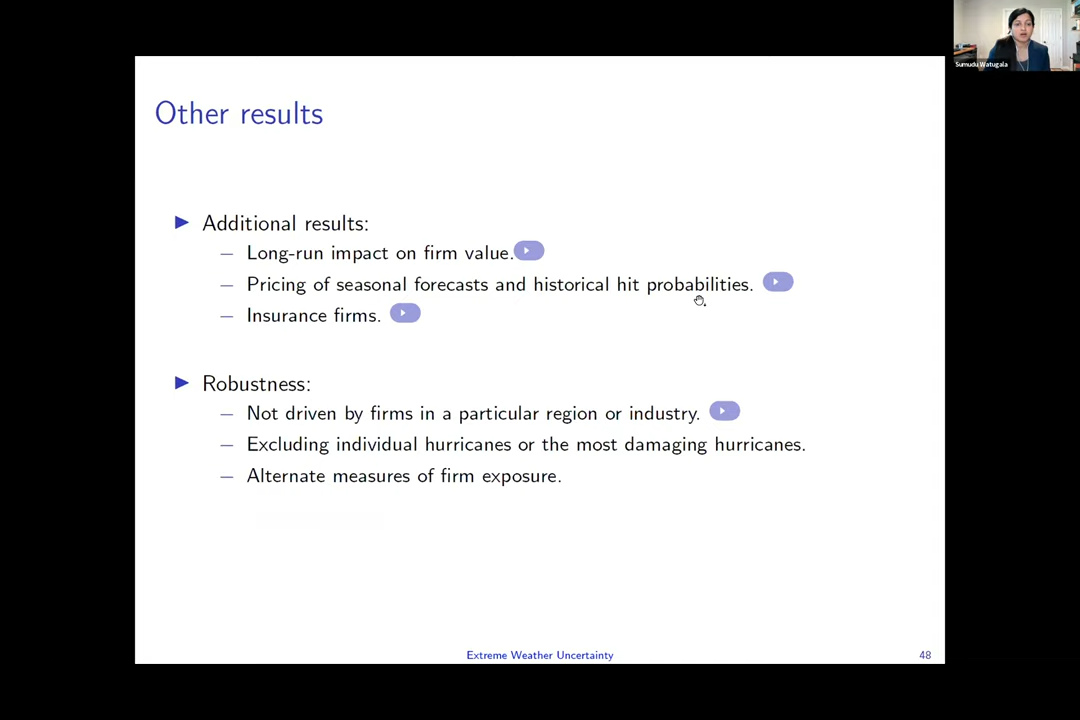 Sumudu Watugala
Other results
Additional results:
– Long-run impact on firm value.
– Pricing of seasonal forecasts and historical hit probabilities.
– Insurance firms.
Robustness:
– Not driven by firms in a particular region or industry.
– Excluding individual hurricanes or the most damaging hurricanes.
– Alternate measures of firm exposure.
Extreme Weather Uncertainty
48